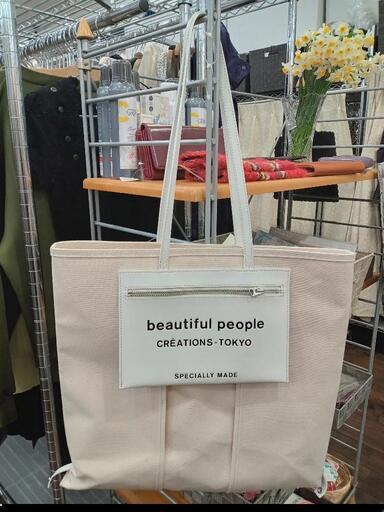 beautiful people
CRÉATIONS-TOKYO
SPECIALLY MADE